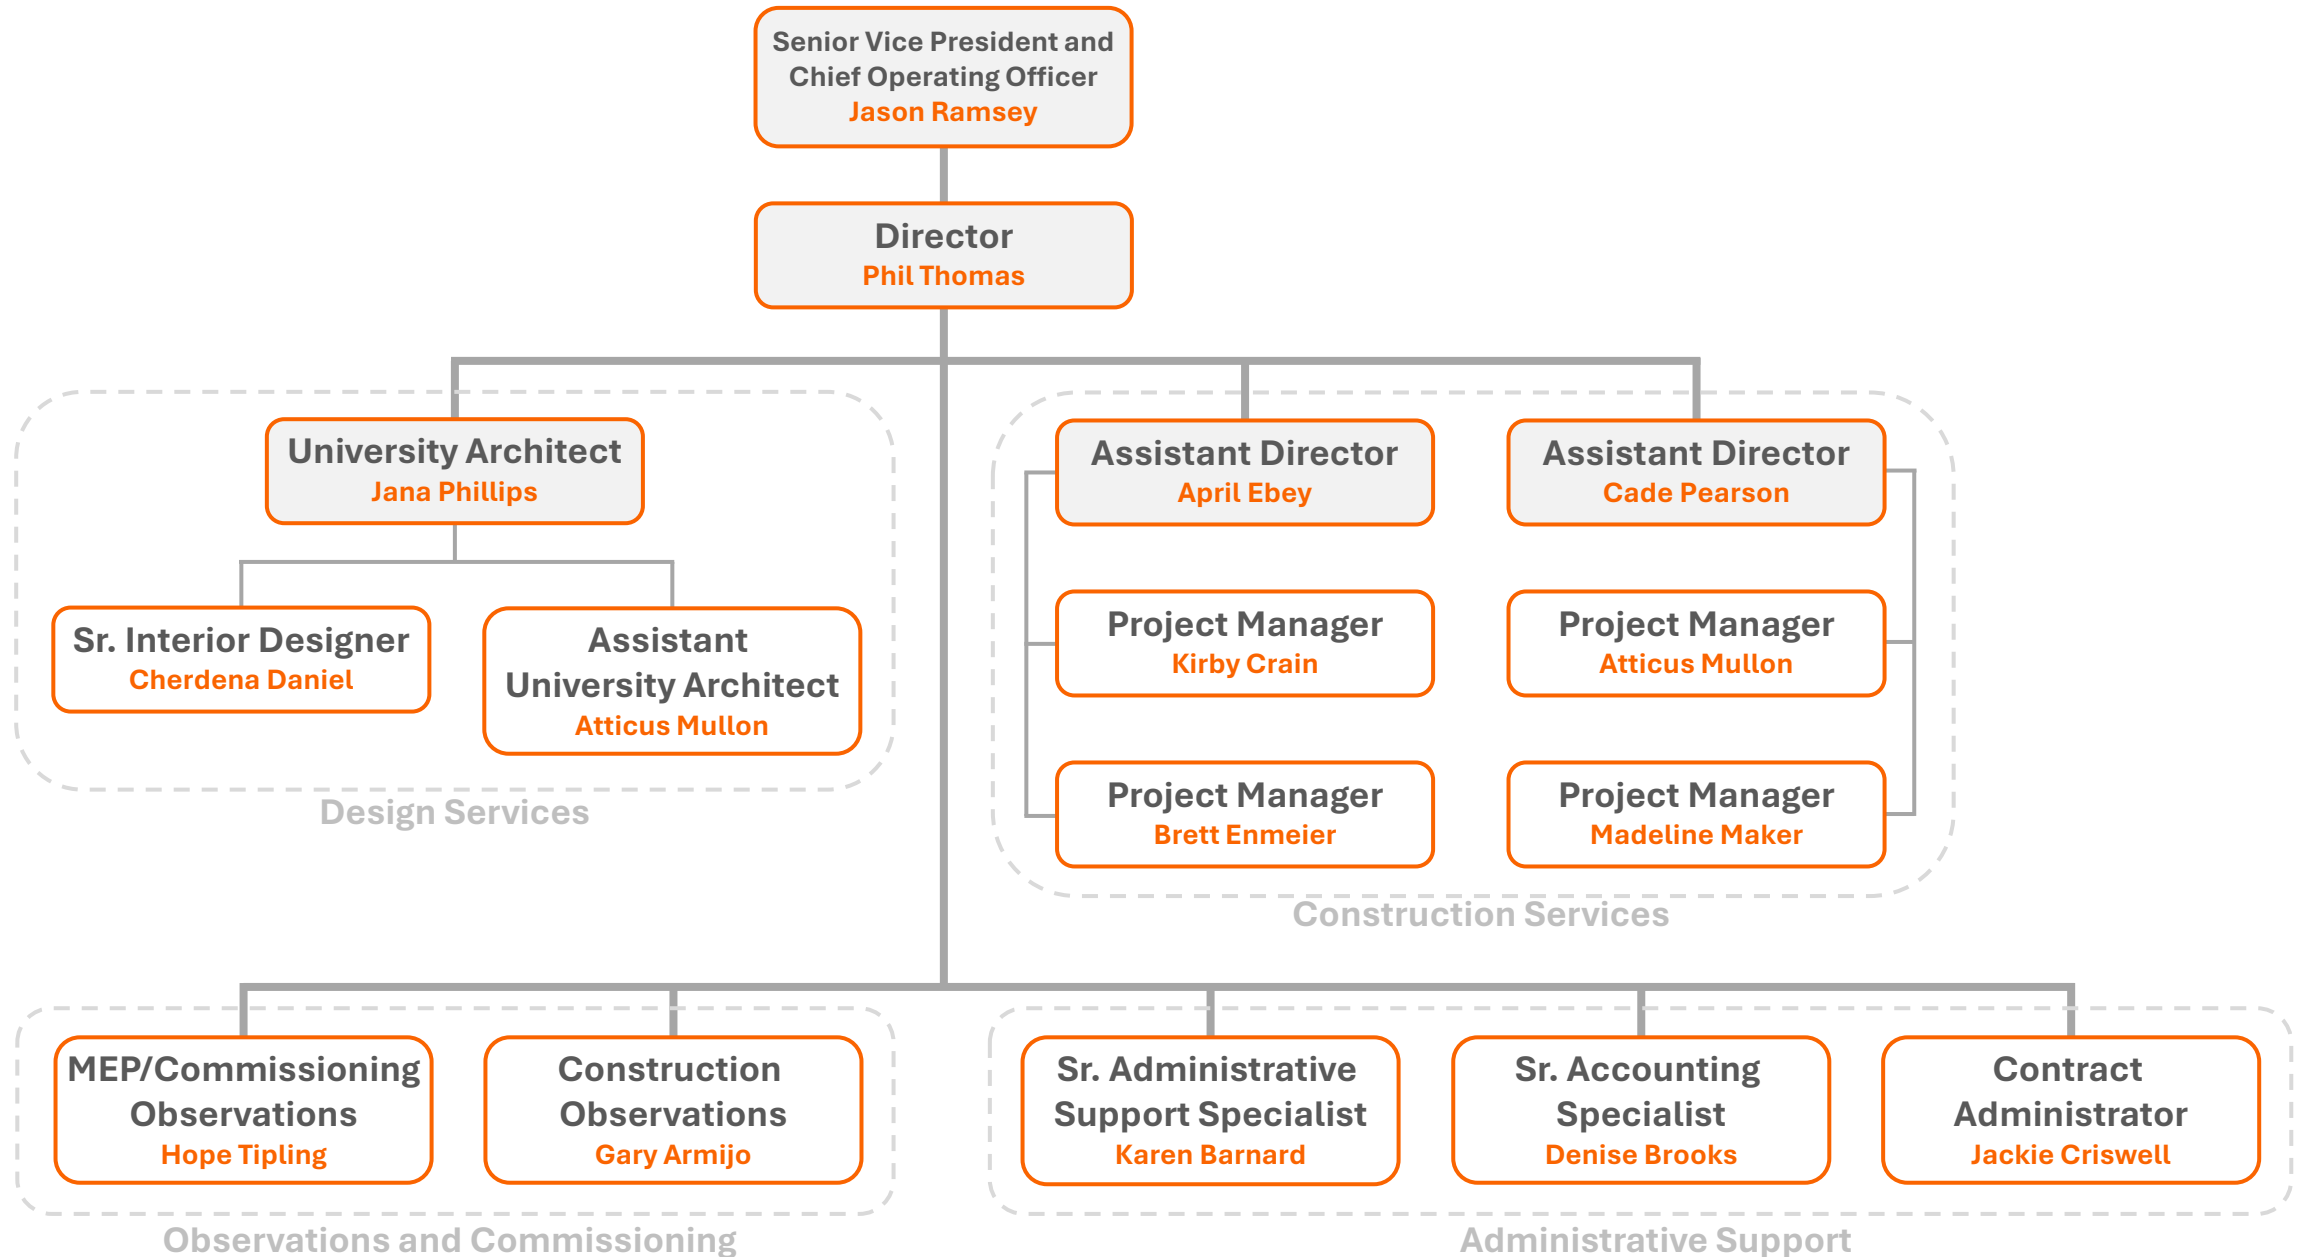 Senior Vice President and
Chief Operating Officer
Jason Ramsey
Director
Phil Thomas
University Architect
Jana Phillips
Sr. Interior Designer
Cherdena Daniel
Assistant
University Architect
Atticus Mullon
Design Services
Assistant Director
April Ebey
Assistant Director
Cade Pearson
Project Manager
Kirby Crain
Project Manager
Atticus Mullon
Project Manager
Brett Enmeier
Project Manager
Madeline Maker
Construction Services
MEP/Commissioning
Observations
Hope Tipling
Construction
Observations
Gary Armijo
Observations and Commissioning
Sr. Administrative
Support Specialist
Karen Barnard
Sr. Accounting
Specialist
Denise Brooks
Contract
Administrator
Jackie Criswell
Administrative Support